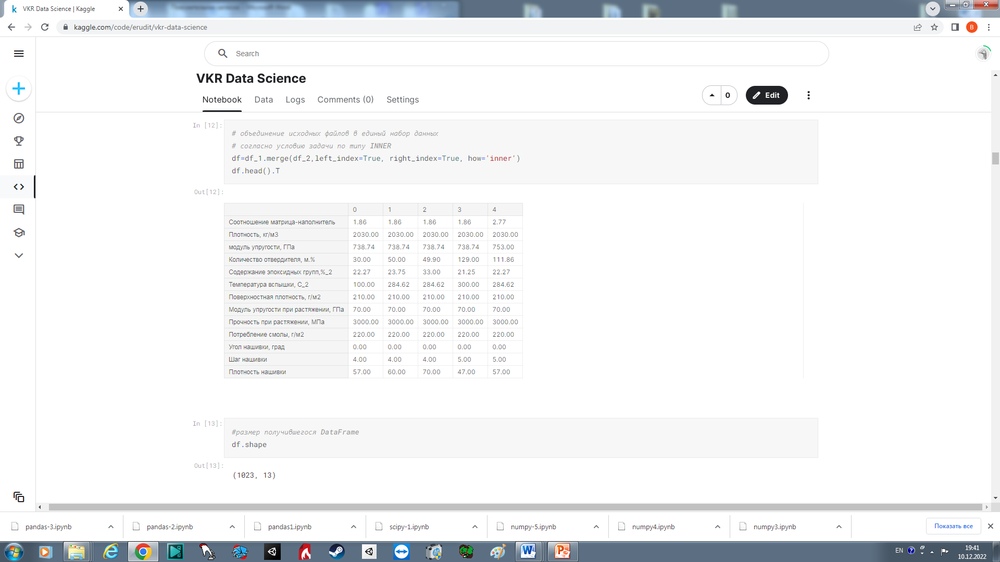 VKR Data Science | Kaggle
kaggle.com/code/erudit/vkr-data-science
B
Search
VKR Data Science
Notebook Data Logs Comments (0) Settings
0 Edit
In [12]:
# объединение исходных файлов в единый набор данных
# согласно условию задачи по типу INNER
df=df_1.merge(df_2,left_index=True, right_index=True, how='inner')
df.head().T
Out[12]:
0 1 2 3 4
Соотношение матрица-наполнитель 1.86 1.86 1.86 1.86 2.77
Плотность, кг/м3 2030.00 2030.00 2030.00 2030.00 2030.00
модуль упругости, ГПа 738.74 738.74 738.74 738.74 753.00
Количество отвердителя, м.% 30.00 50.00 49.90 129.00 111.86
Содержание эпоксидных групп,%_2 22.27 23.75 33.00 21.25 22.27
Температура вспышки, С_2 100.00 284.62 284.62 300.00 284.62
Поверхностная плотность, г/м2 210.00 210.00 210.00 210.00 210.00
Модуль упругости при растяжении, ГПа 70.00 70.00 70.00 70.00 70.00
Прочность при растяжении, МПа 3000.00 3000.00 3000.00 3000.00 3000.00
Потребление смолы, г/м2 220.00 220.00 220.00 220.00 220.00
Угол нашивки, град 0.00 0.00 0.00 0.00 0.00
Шаг нашивки 4.00 4.00 4.00 5.00 5.00
Плотность нашивки 57.00 60.00 70.00 47.00 57.00
In [13]:
#размер получившегося DataFrame
df.shape
Out[13]:
(1023, 13)
pandas-3.ipynb pandas-2.ipynb pandas1.ipynb scipy-1.ipynb numpy-5.ipynb numpy4.ipynb numpy3.ipynb Показать все
EN 19:41
10.12.2022